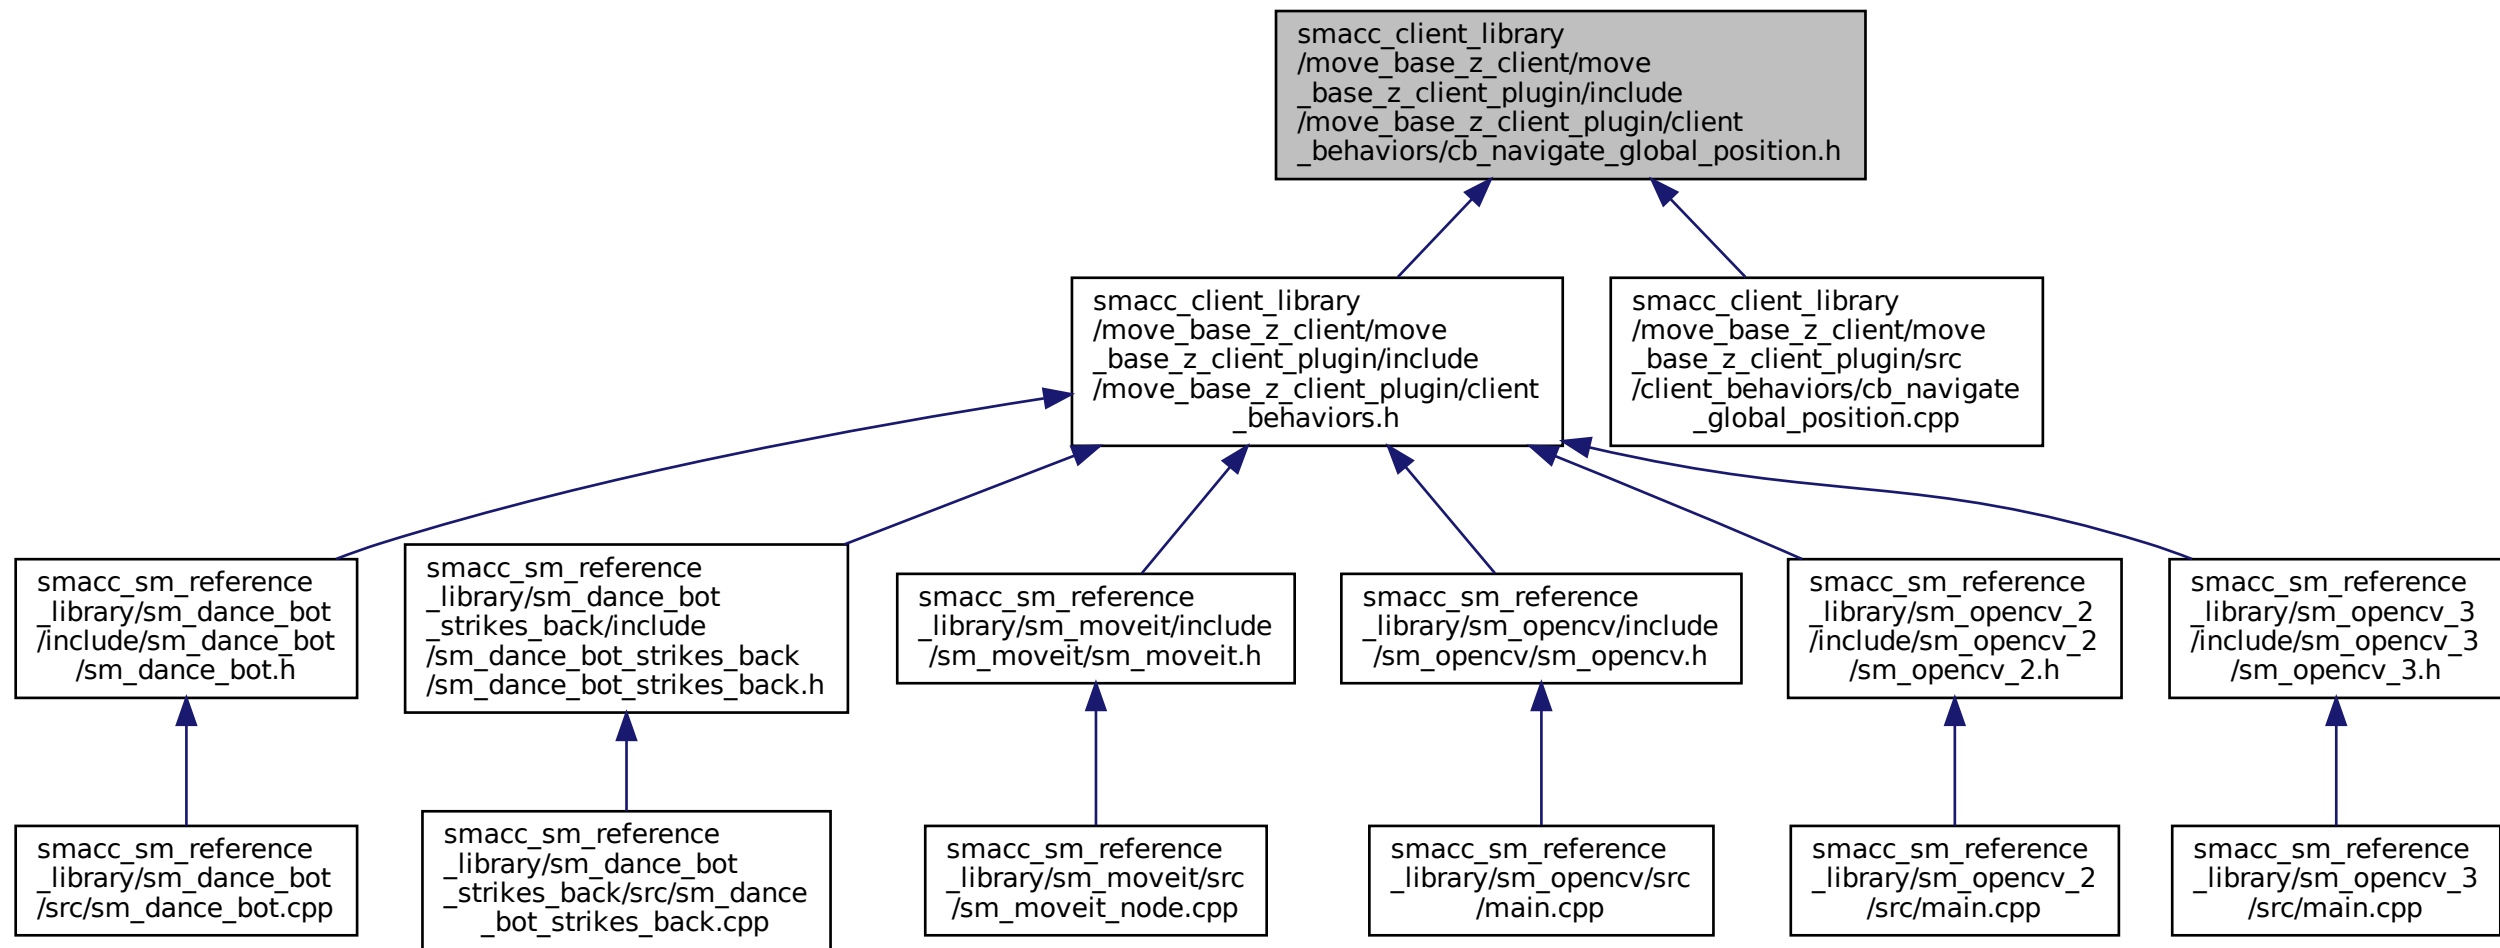 smacc_client_library
/move_base_z_client/move
_base_z_client_plugin/include
/move_base_z_client_plugin/client
_behaviors/cb_navigate_global_position.h
smacc_client_library
/move_base_z_client/move
_base_z_client_plugin/include
/move_base_z_client_plugin/client
_behaviors.h
smacc_client_library
/move_base_z_client/move
_base_z_client_plugin/src
/client_behaviors/cb_navigate
_global_position.cpp
smacc_sm_reference
_library/sm_dance_bot
/include/sm_dance_bot
/sm_dance_bot.h
smacc_sm_reference
_library/sm_dance_bot
_strikes_back/include
/sm_dance_bot_strikes_back
/sm_dance_bot_strikes_back.h
smacc_sm_reference
_library/sm_moveit/include
/sm_moveit/sm_moveit.h
smacc_sm_reference
_library/sm_opencv/include
/sm_opencv/sm_opencv.h
smacc_sm_reference
_library/sm_opencv_2
/include/sm_opencv_2
/sm_opencv_2.h
smacc_sm_reference
_library/sm_opencv_3
/include/sm_opencv_3
/sm_opencv_3.h
smacc_sm_reference
_library/sm_dance_bot
/src/sm_dance_bot.cpp
smacc_sm_reference
_library/sm_dance_bot
_strikes_back/src/sm_dance
_bot_strikes_back.cpp
smacc_sm_reference
_library/sm_moveit/src
/sm_moveit_node.cpp
smacc_sm_reference
_library/sm_opencv/src
/main.cpp
smacc_sm_reference
_library/sm_opencv_2
/src/main.cpp
smacc_sm_reference
_library/sm_opencv_3
/src/main.cpp